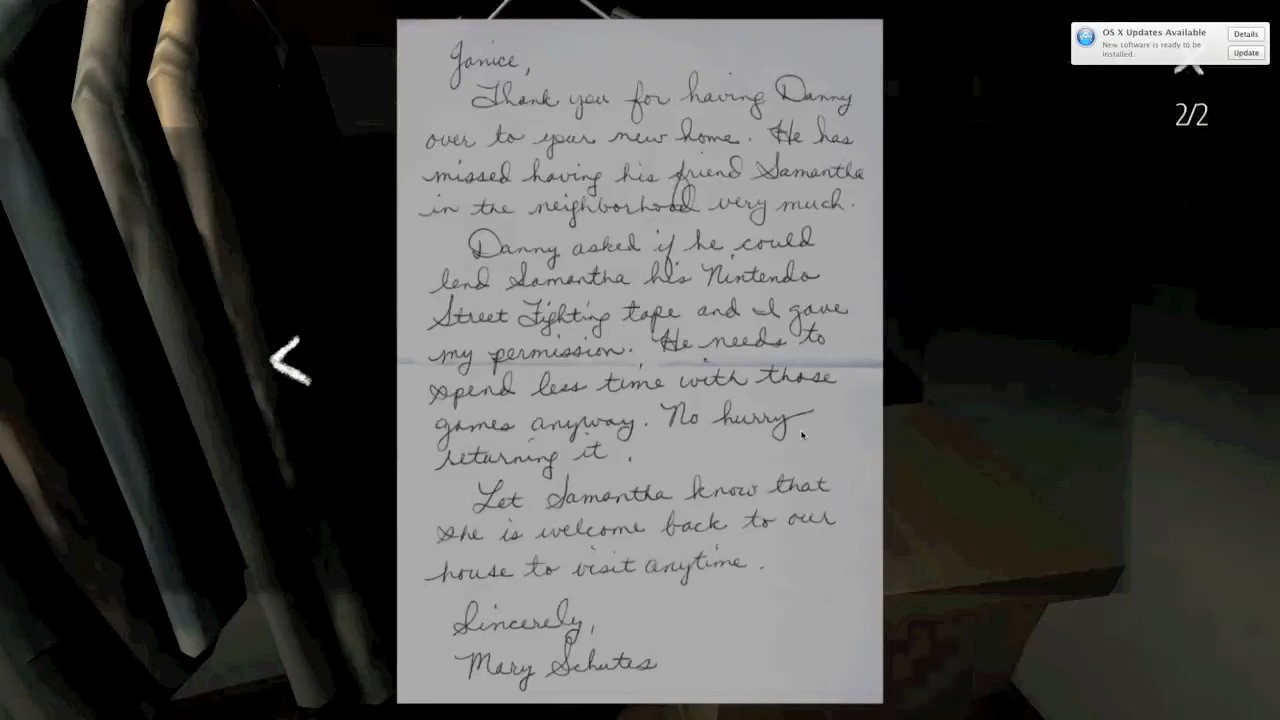 Janice,
Thank you for having Danny
over to your new home. He has
missed having his friend Samantha
in the neighborhood very much.
Danny asked if he could
lend Samantha his Nintendo
Street Fighting tape and I gave
my permission. He needs to
spend less time with those
games anyway. No hurry
returning it.
Let Samantha know that
she is welcome back to our
house to visit anytime.
Sincerely,
Mary Schutes
OS X Updates Available
New software is ready to be
installed.
Details
Update
2/2